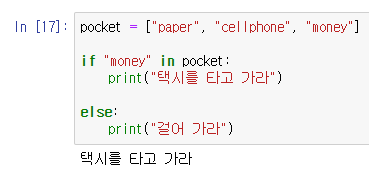 In [17]: pocket = ["paper", "cellphone", "money"]
if "money" in pocket:
    print("택시를 타고 가라")
else:
    print("걸어 가라")
택시를 타고 가라